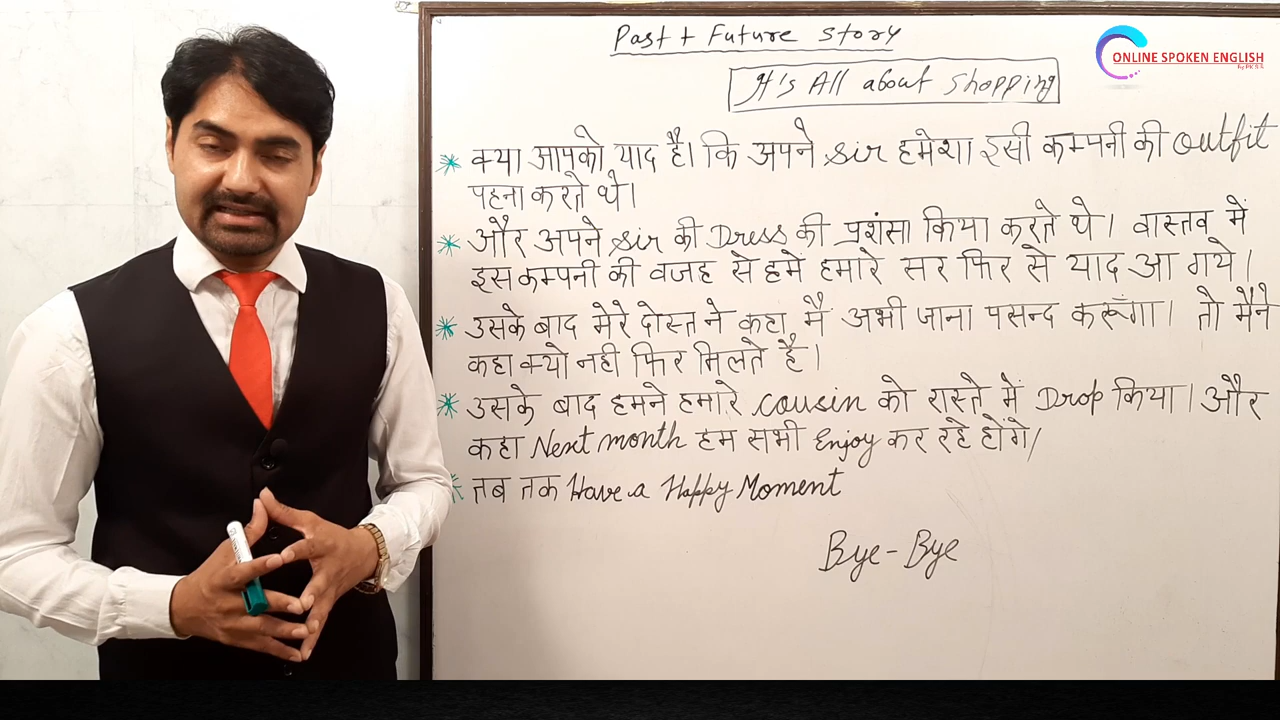 Past + Future Story
It's All about Shopping
ONLINE SPOKEN ENGLISH
* क्या आपको याद है। कि अपने sir हमेशा इसी कम्पनी की outfit
पहना करते थे।
* और अपने sir की Dress की प्रशंसा किया करते थे। वास्तव में
इस कम्पनी की वजह से हमें हमारे सर फिर से याद आ गये।
* उसके बाद मेरे दोस्त ने कहा मैं अभी जाना पसन्द करूँगा। तो मैने
कहा क्यो नही फिर मिलते है।
* उसके बाद हमने हमारे cousin को रास्ते में Drop किया। और
कहा Next month हम सभी Enjoy कर रहे होंगे/
* तब तक Have a Happy Moment
Bye-Bye